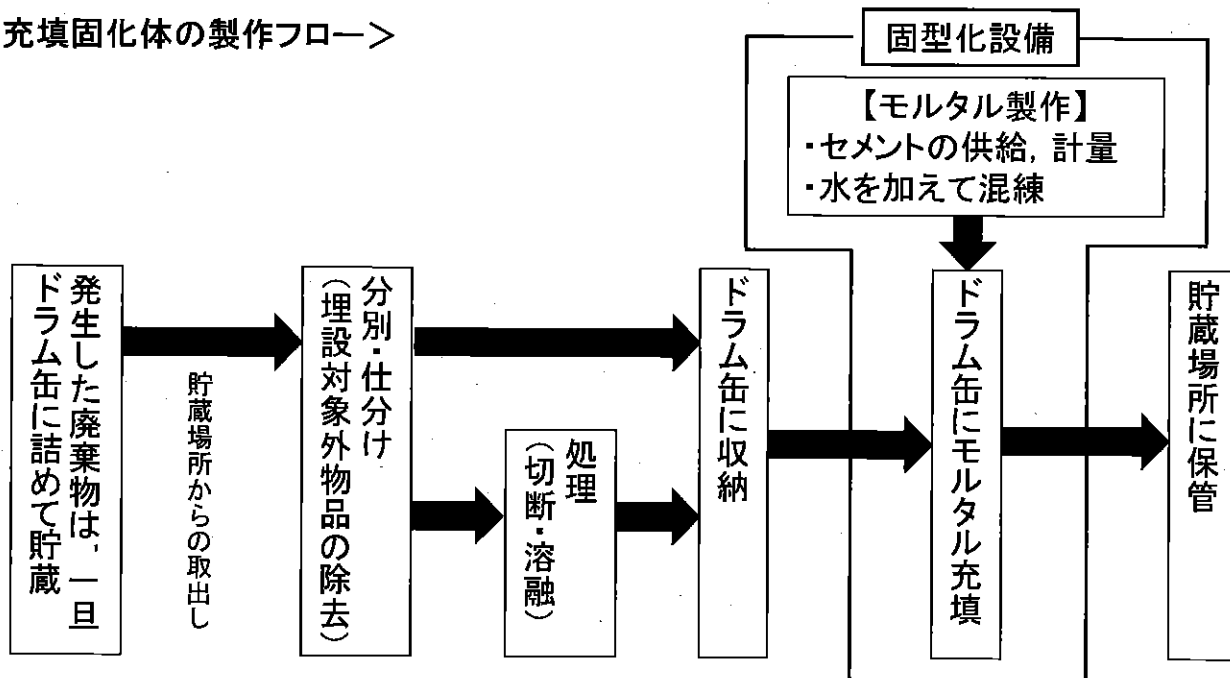 充填固化体の製作フロー＞
固型化設備
【モルタル製作】
・セメントの供給，計量
・水を加えて混練
発生した廃棄物は，一旦
ドラム缶に詰めて貯蔵
貯蔵場所からの取出し
分別・仕分け
（埋設対象外物品の除去）
処理
（切断・溶融）
ドラム缶に収納
ドラム缶にモルタル充填
貯蔵場所に保管